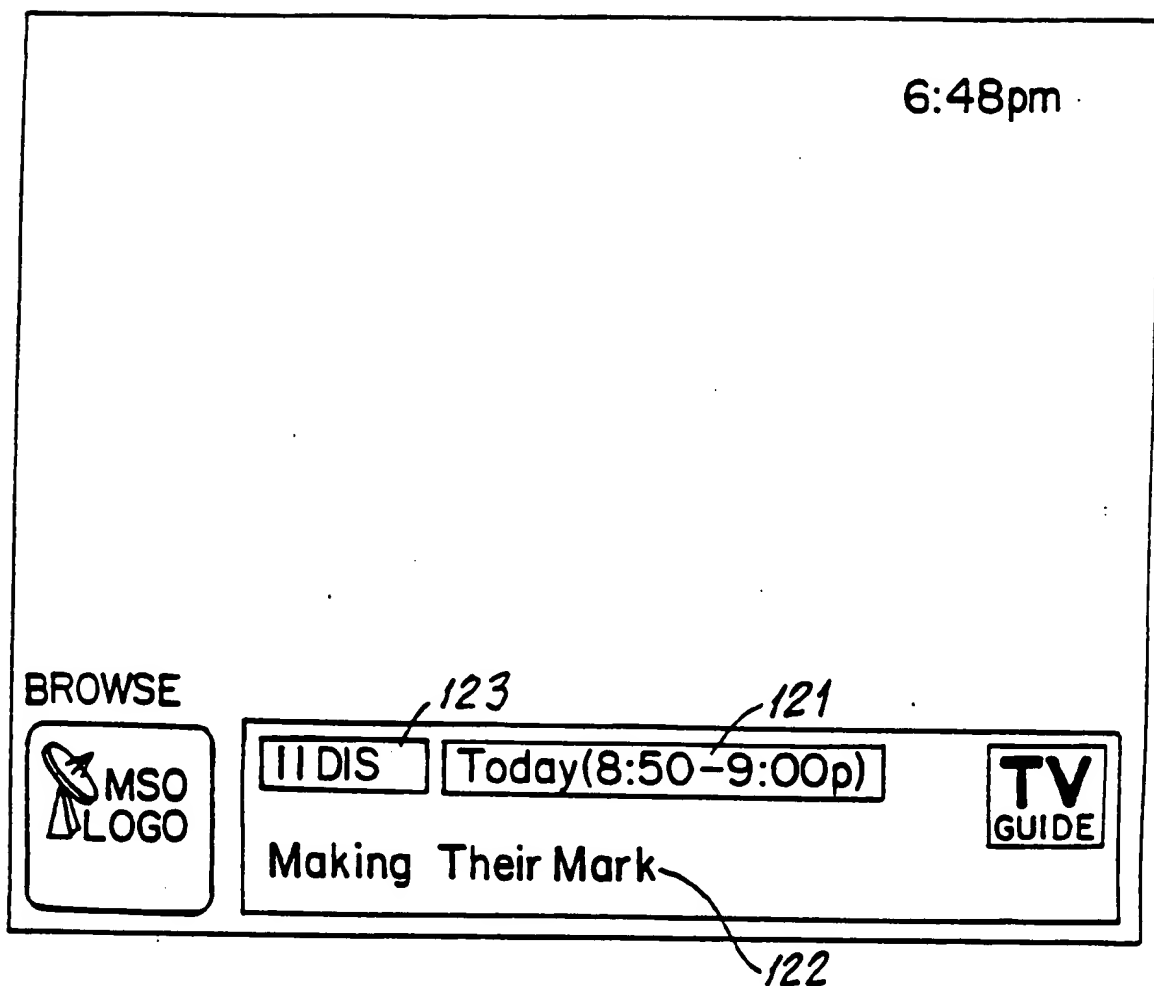 6:48pm
BROWSE
123
121
11 DIS
Today(8:50-9:00p)
TV
GUIDE
MSO
LOGO
Making Their Mark
122